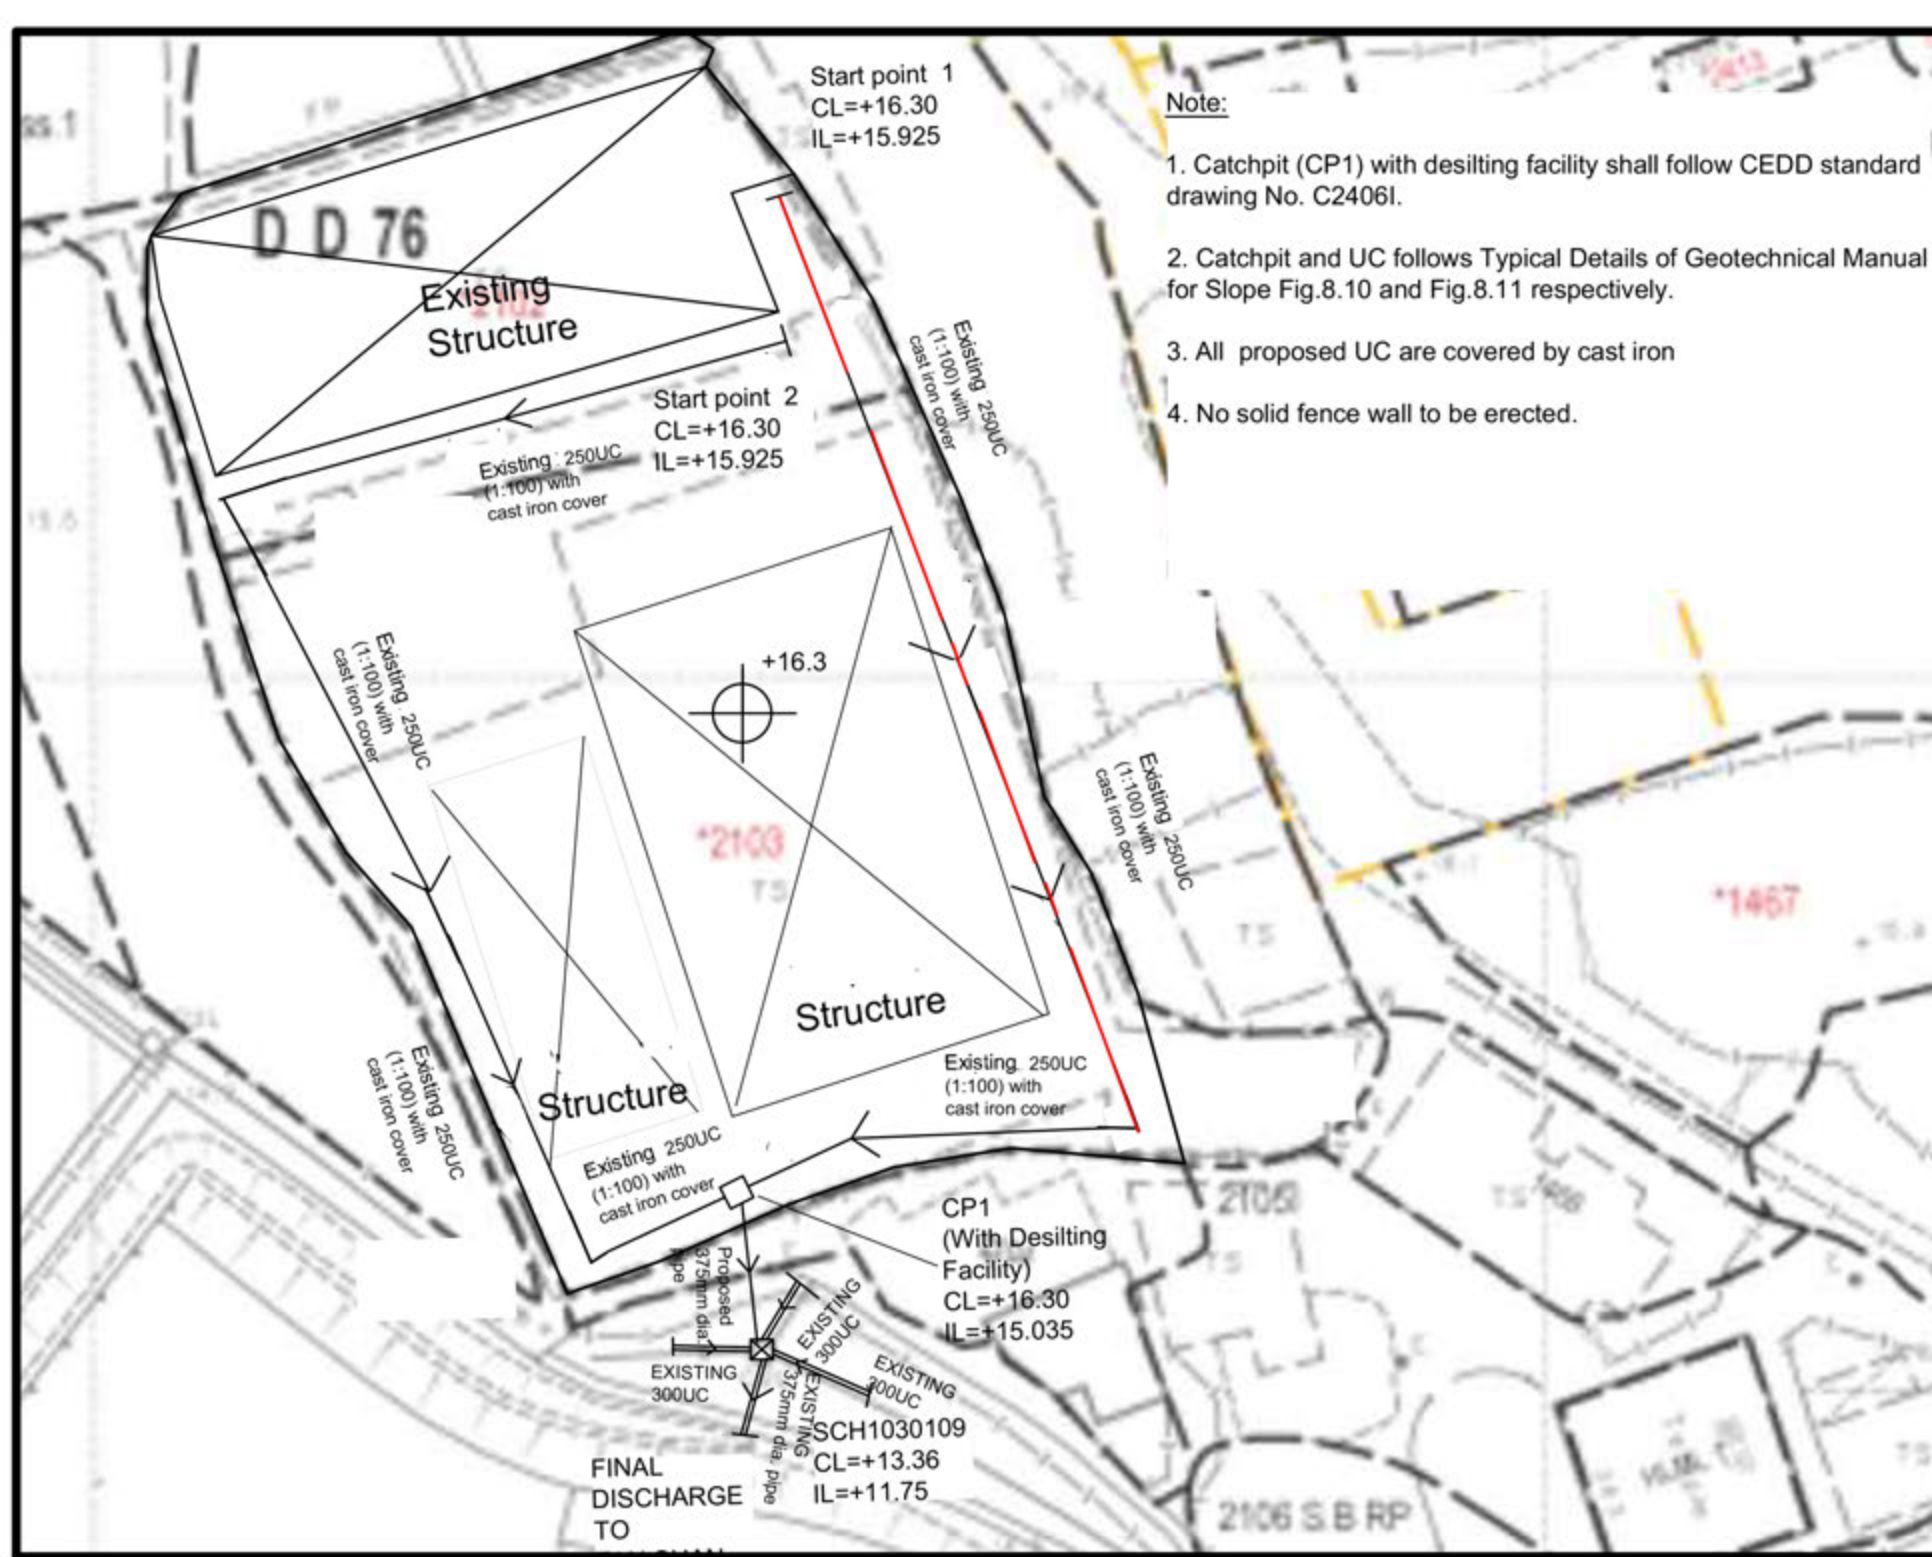 Start point 1
CL=+16.30
IL=+15.925
Note:
1. Catchpit (CP1) with desilting facility shall follow CEDD standard
drawing No. C2406I.
2. Catchpit and UC follows Typical Details of Geotechnical Manual
for Slope Fig.8.10 and Fig.8.11 respectively.
3. All proposed UC are covered by cast iron
4. No solid fence wall to be erected.
D D 76
2102
Existing
Structure
Existing 250UC
(1:100) with
cast iron cover
Start point 2
CL=+16.30
IL=+15.925
Existing 250UC
(1:100) with
cast iron cover
Existing 250UC
(1:100) with
cast iron cover
+16.3
Existing 250UC
(1:100) with
cast iron cover
*2103
TS
*1467
TS
Structure
Existing 250UC
(1:100) with
cast iron cover
Existing 250UC
(1:100) with
cast iron cover
Structure
Existing 250UC
(1:100) with
cast iron cover
2105
TS
TS
CP1
(With Desilting
Facility)
CL=+16.30
IL=+15.035
Proposed
375mm dia.
pipe
EXISTING
300UC
EXISTING
300UC
EXISTING
300UC
EXISTING
375mm dia. pipe
SCH1030109
CL=+13.36
IL=+11.75
FINAL
DISCHARGE
TO
2106 S.B RP